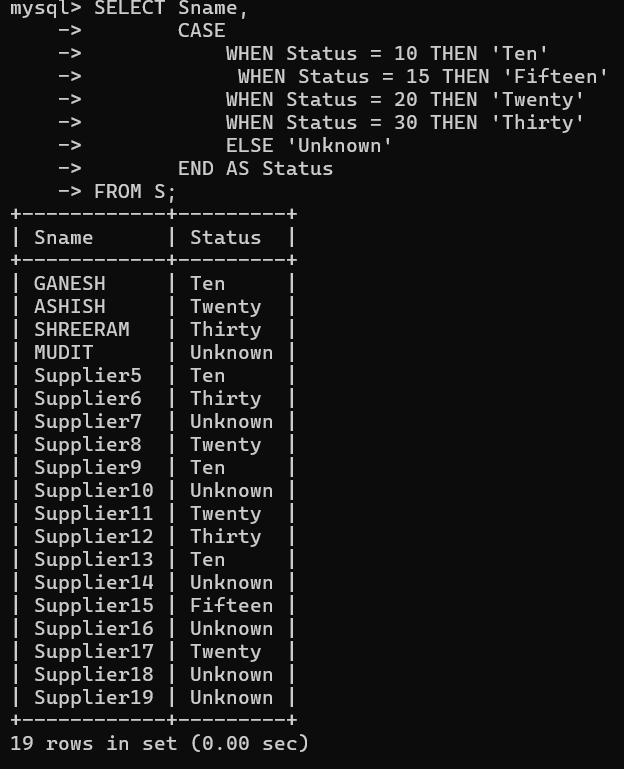 mysql> SELECT Sname,
    ->        CASE
    ->            WHEN Status = 10 THEN 'Ten'
    ->             WHEN Status = 15 THEN 'Fifteen'
    ->            WHEN Status = 20 THEN 'Twenty'
    ->            WHEN Status = 30 THEN 'Thirty'
    ->            ELSE 'Unknown'
    ->        END AS Status
    -> FROM S;
+------------+---------+
| Sname      | Status  |
+------------+---------+
| GANESH     | Ten     |
| ASHISH     | Twenty  |
| SHREERAM   | Thirty  |
| MUDIT      | Unknown |
| Supplier5  | Ten     |
| Supplier6  | Thirty  |
| Supplier7  | Unknown |
| Supplier8  | Twenty  |
| Supplier9  | Ten     |
| Supplier10 | Unknown |
| Supplier11 | Twenty  |
| Supplier12 | Thirty  |
| Supplier13 | Ten     |
| Supplier14 | Unknown |
| Supplier15 | Fifteen |
| Supplier16 | Unknown |
| Supplier17 | Twenty  |
| Supplier18 | Unknown |
| Supplier19 | Unknown |
+------------+---------+
19 rows in set (0.00 sec)